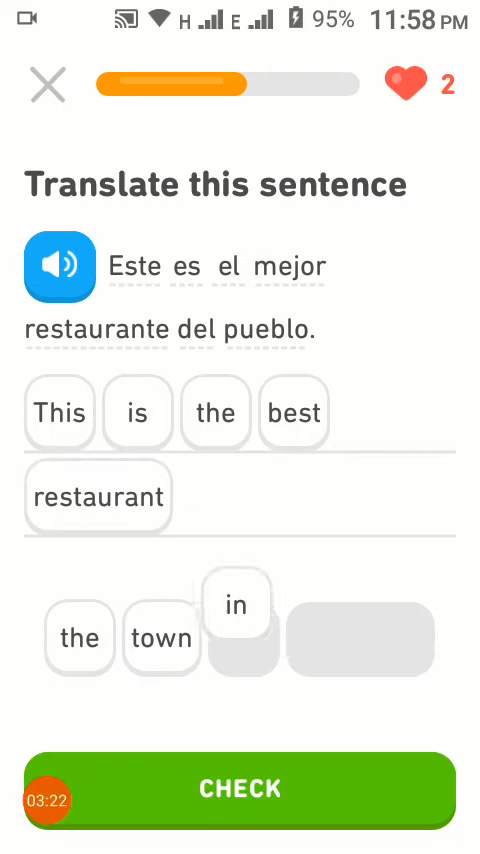 H E 95% 11:58 PM
2
Translate this sentence
Este es el mejor
restaurante del pueblo.
This is the best
restaurant
in
the town
CHECK
03:22